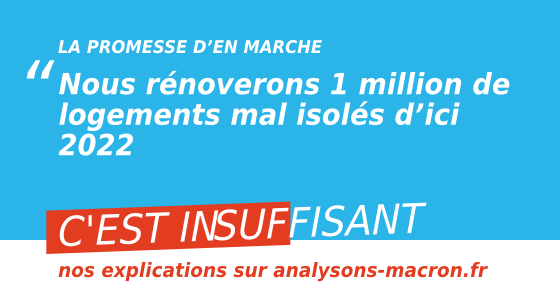 LA PROMESSE D’EN MARCHE
“ Nous rénoverons 1 million de
logements mal isolés d’ici
2022
C'EST INSUFFISANT
nos explications sur analysons-macron.fr